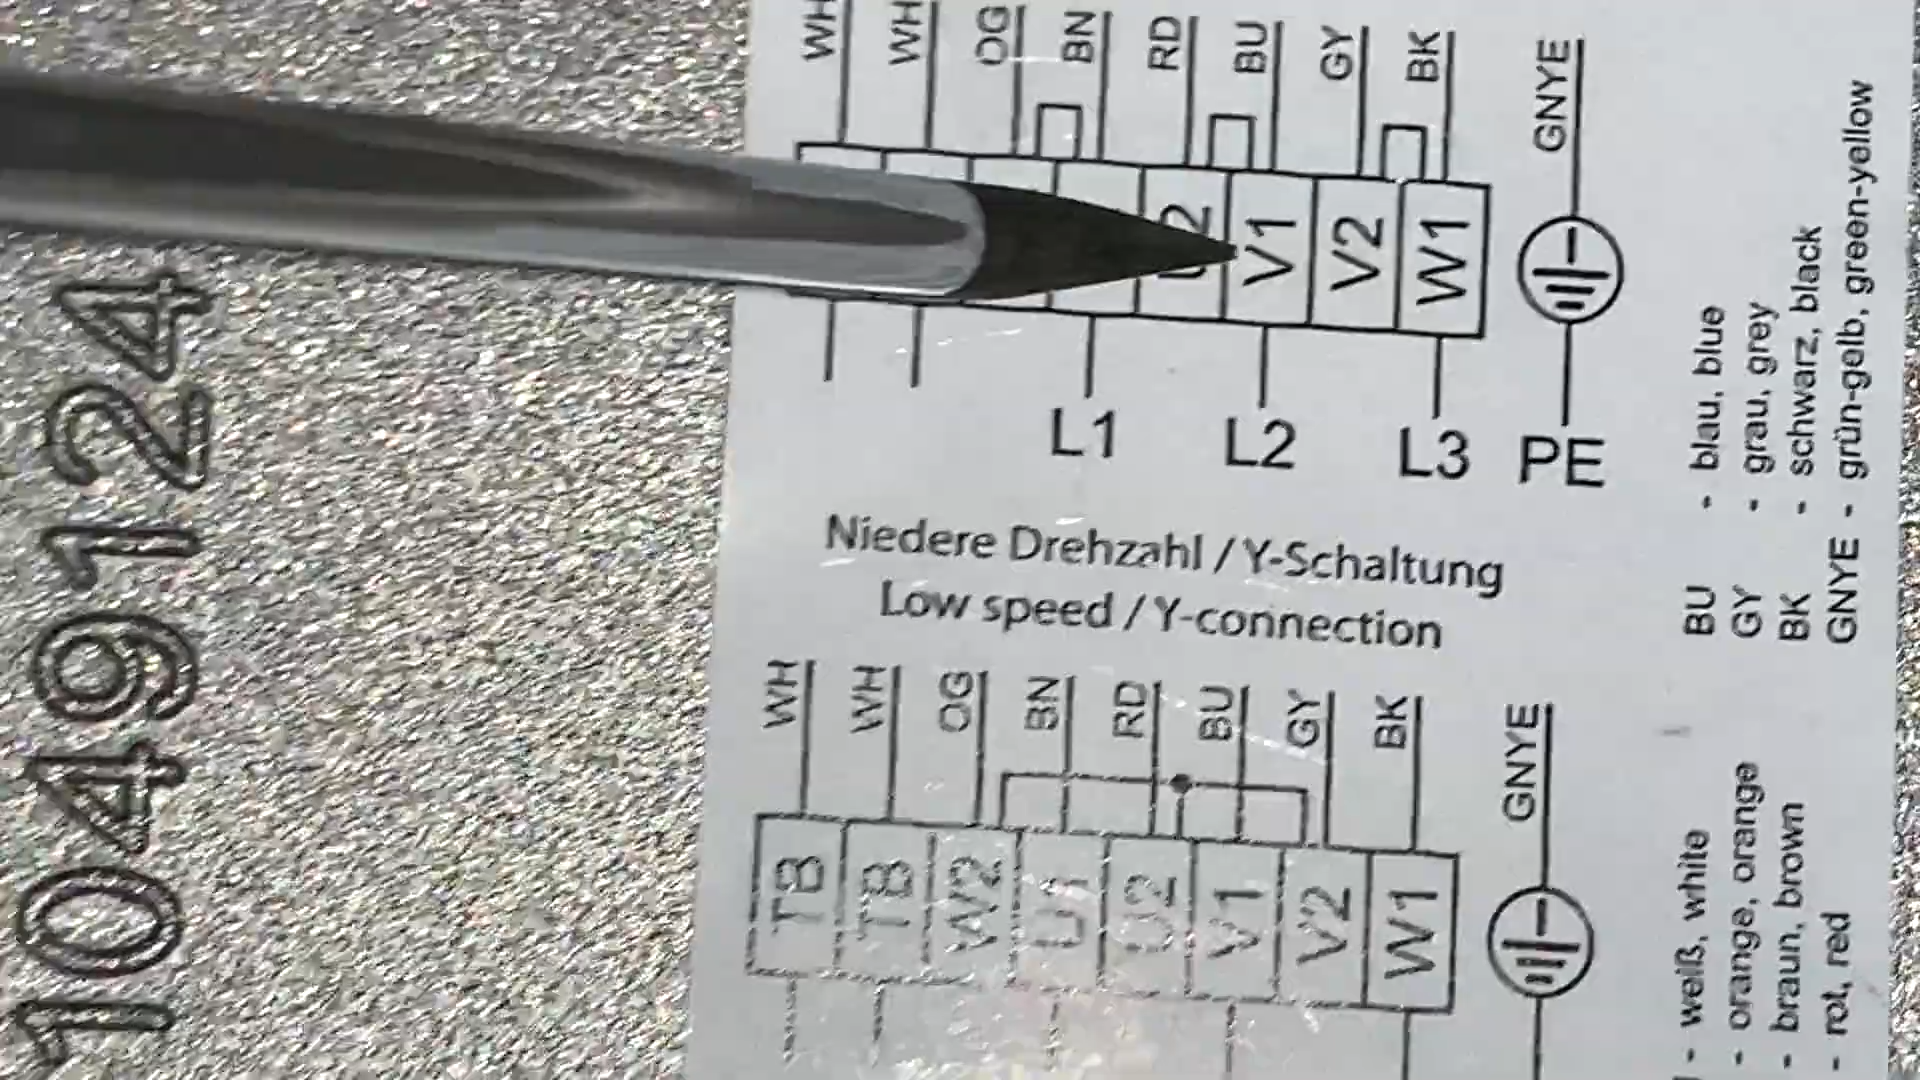 1049124
WH WH OG BN RD BU GY BK GNYE
V1 V2 W1
L1 L2 L3 PE
Niedere Drehzahl / Y-Schaltung
Low speed / Y-connection
WH WH OG BN RD BU GY BK GNYE
TB TB W2 U1 U2 V1 V2 W1
- weiß, white
- orange, orange
- braun, brown
- rot, red
BU - blau, blue
GY - grau, grey
BK - schwarz, black
GNYE - grün-gelb, green-yellow